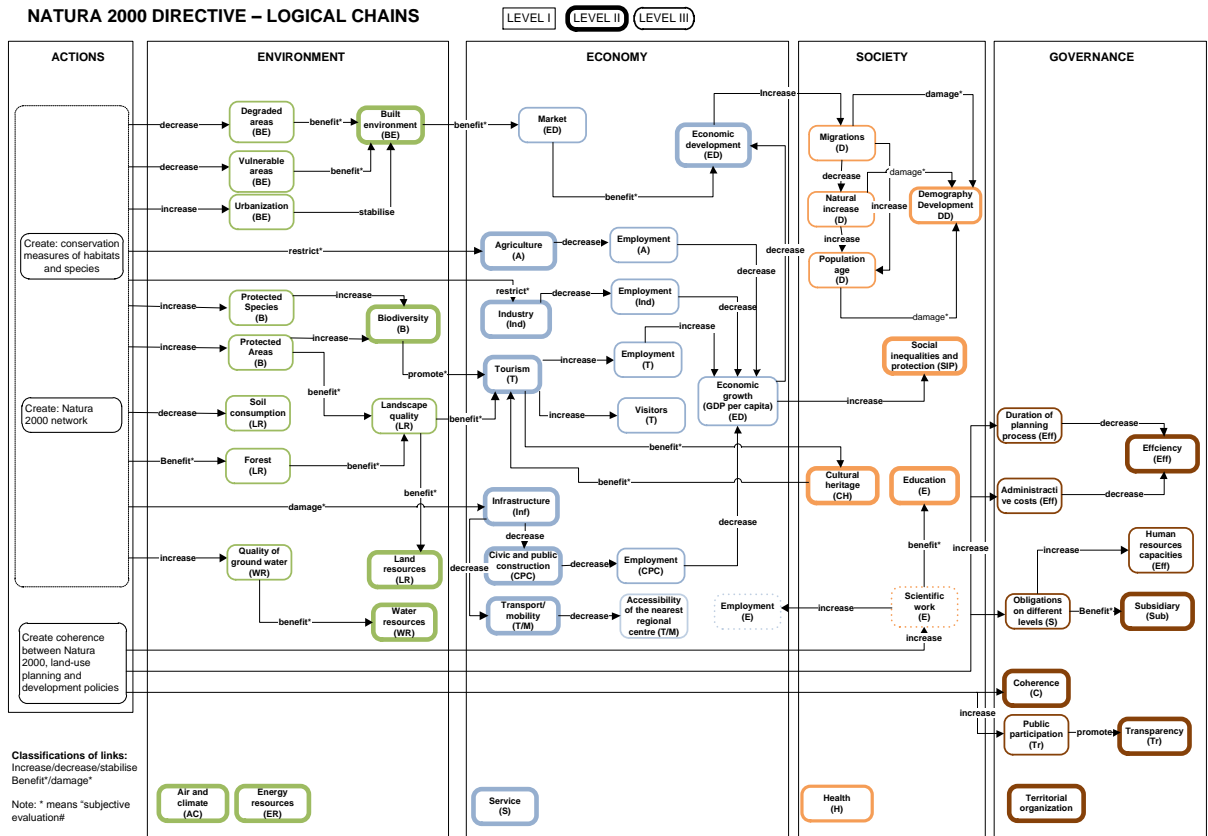 NATURA 2000 DIRECTIVE – LOGICAL CHAINS
LEVEL I
LEVEL II
LEVEL III
ACTIONS
ENVIRONMENT
ECONOMY
SOCIETY
GOVERNANCE
Create: conservation
measures of habitats
and species
Create: Natura
2000 network
Create coherence
between Natura
2000, land-use
planning and
development policies
decrease
Degraded
areas
(BE)
benefit*
Built
environment
(BE)
benefit*
decrease
Vulnerable
areas
(BE)
benefit*
increase
Urbanization
(BE)
stabilise
restrict*
increase
Protected
Species
(B)
increase
Biodiversity
(B)
increase
Protected
Areas
(B)
increase
benefit*
promote*
decrease
Soil
consumption
(LR)
Landscape
quality
(LR)
benefit*
Benefit*
Forest
(LR)
benefit*
benefit*
damage*
increase
Quality of
ground water
(WR)
Land
resources
(LR)
benefit*
Water
resources
(WR)
Air and
climate
(AC)
Energy
resources
(ER)
Market
(ED)
benefit*
Economic
development
(ED)
Agriculture
(A)
decrease
Employment
(A)
decrease
decrease
restrict*
Industry
(Ind)
decrease
Employment
(Ind)
decrease
Tourism
(T)
increase
Employment
(T)
increase
increase
Visitors
(T)
Economic
growth
(GDP per capita)
(ED)
increase
benefit*
benefit*
Infrastructure
(Inf)
decrease
decrease
Civic and public
construction
(CPC)
decrease
Employment
(CPC)
decrease
Transport/
mobility
(T/M)
decrease
Accessibility
of the nearest
regional
centre (T/M)
Employment
(E)
increase
Service
(S)
Increase
damage*
Migrations
(D)
decrease
damage*
Natural
increase
(D)
increase
Demography
Development
DD)
increase
Population
age
(D)
damage*
Social
inequalities and
protection (SIP)
Cultural
heritage
(CH)
Education
(E)
benefit*
Scientific
work
(E)
increase
Health
(H)
Duration of
planning
process (Eff)
decrease
Effciency
(Eff)
Administracti
ve costs (Eff)
decrease
increase
Human
resources
capacities
(Eff)
increase
Obligations
on different
levels (S)
Benefit*
Subsidiary
(Sub)
Coherence
(C)
increase
Public
participation
(Tr)
promote*
Transparency
(Tr)
Territorial
organization
Classifications of links:
Increase/decrease/stabilise
Benefit*/damage*
Note: * means “subjective
evaluation#